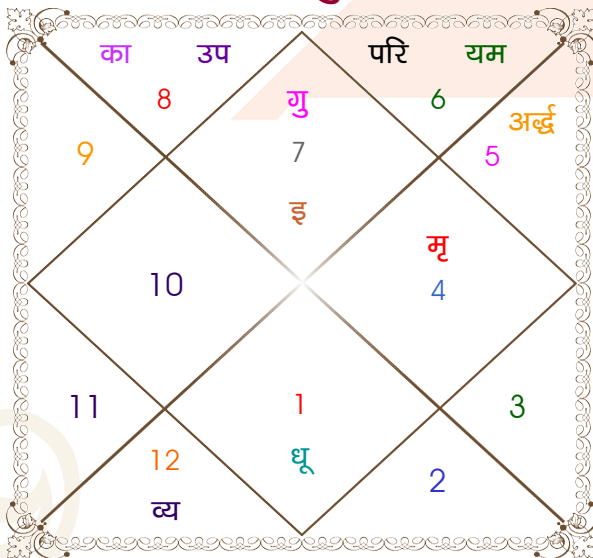 का उप परि यम
8 गु 6
अर्द्ध
9 7 5
इ
मृ
10 4
11 1 3
12 धू 2
व्य